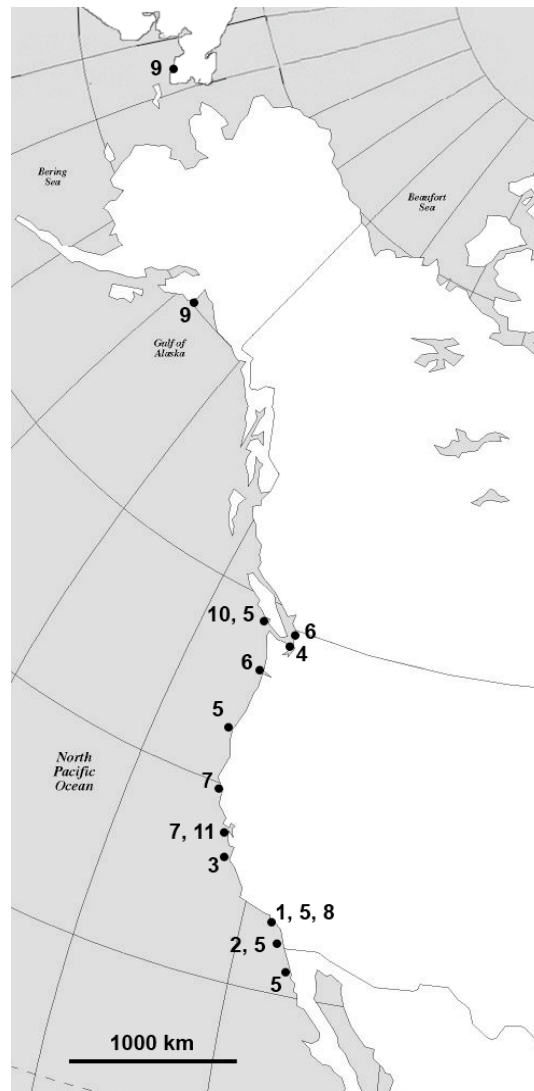 9
Bering
Sea
Beaufort
Sea
9
Gulf of
Alaska
10, 5
6
4
6
5
North
Pacific
Ocean
7
7, 11
3
1, 5, 8
2, 5
5
1000 km